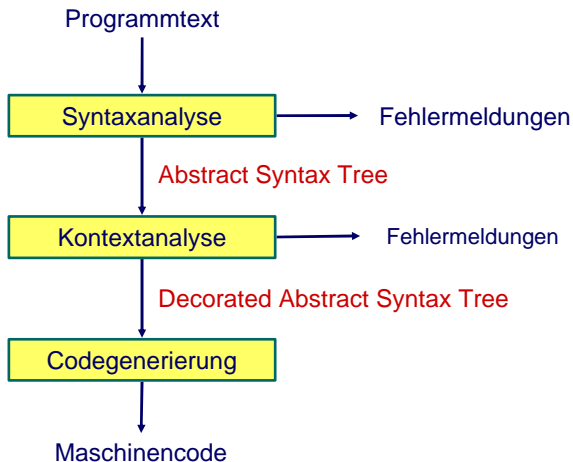 Programmtext
Syntaxanalyse
Fehlermeldungen
Abstract Syntax Tree
Kontextanalyse
Fehlermeldungen
Decorated Abstract Syntax Tree
Codegenerierung
Maschinencode